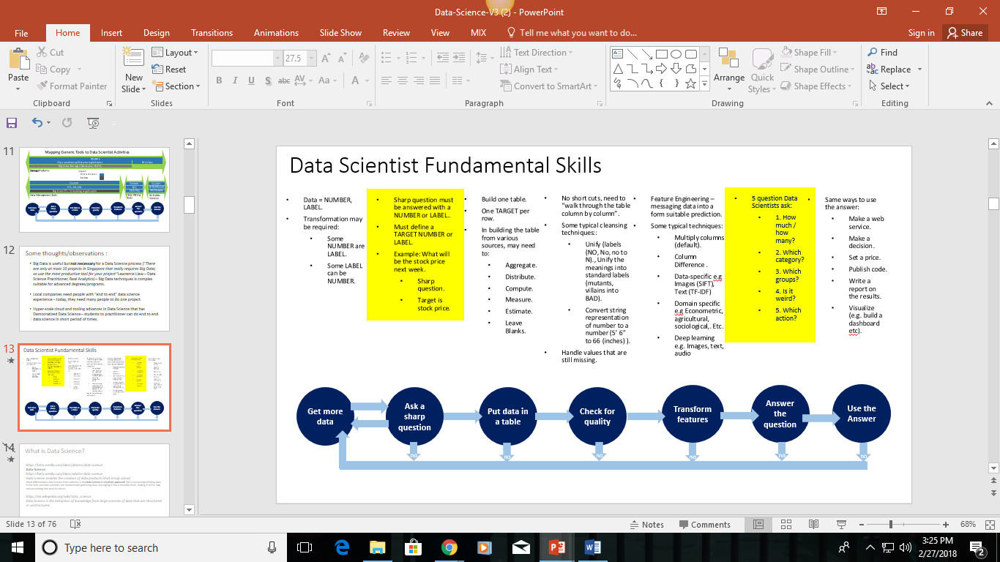 Data-Science-V3 (2) - PowerPoint
File
Home
Insert
Design
Transitions
Animations
Slide Show
Review
View
MIX
Tell me what you want to do...
Sign in
Share
Paste
Cut
Copy
Format Painter
Clipboard
New
Slide
Layout
Reset
Section
Slides
27.5
Font
Text Direction
Align Text
Convert to SmartArt
Paragraph
Arrange
Quick
Styles
Shape Fill
Shape Outline
Shape Effects
Drawing
Find
Replace
Select
Editing
11
Mapping Generic Tools to Data Scientist Activities
12
Some thoughts/observations :
Big Data is useful but not necessary for a Data Science process ("There
are only at most 10 projects in Singapore that really requires Big Data;
so use the most productive tool for your project "Lawrence Liew – Data
Science Practitioner, Real Analytics) – Big Data techniques is complex
suitable for advanced degrees/programs.
Local companies need people with "end to end" data science
experience – today, they need many people to do one project.
Hyper-scale cloud and tooling advances in Data Science that has
Democratized Data Science – students to practitioner can do end to end
data science in short period of times.
13
Data Scientist Fundamental Skills
14
What is Data Science?
Data Science
Data Scientist Fundamental Skills
Data = NUMBER,
LABEL.
Transformation may
be required:
Some
NUMBER are
LABEL.
Some LABEL
can be
NUMBER.
Sharp question must
be answered with a
NUMBER or LABEL..
Must define a
TARGET NUMBER or
LABEL.
Example: What will
be the stock price
next week.
Sharp
question.
Target is
stock price.
Build one table.
One TARGET per
row.
In building the table
from various
sources, may need
to:
Aggregate.
Distribute.
Compute.
Measure.
Estimate.
Leave
Blanks.
No short cuts, need to
"walk through the table
column by column".
Some typical cleansing
techniques::
Unify (labels
(NO, No, no to
N)., Unify the
meanings into
standard labels
(mutants,
villains into
BAD).
Convert string
representation
of number to a
number (5' 6"
to 66 (inches) ).
Handle values that are
still missing.
Feature Engineering –
messaging data into a
form suitable prediction.
Some typical techniques:
Multiply columns
(default).
Column
Difference .
Data-specific e.g
Images (SIFT),
Text (TF-IDF)
Domain specific
e.g Econometric,
agricultural,
sociological,. Etc.
Deep learning
e.g. Images, text,
audio
5 question Data
Scientists ask:
1. How
much /
how
many?
2. Which
category?
3. Which
groups?
4. Is it
weird?
5. Which
action?
Same ways to use
the answer:
Make a web
service.
Make a
decision.
Set a price.
Publish code.
Write a
report on
the results.
Visualize
(e.g. build a
dashboard
etc).
Get more
data
Ask a
sharp
question
Put data in
a table
Check for
quality
Transform
features
Answer
the
question
Use the
Answer
no
no
no
no
no
no
Slide 13 of 76
Notes
Comments
68%
Type here to search
3:25 PM
2/27/2018
2